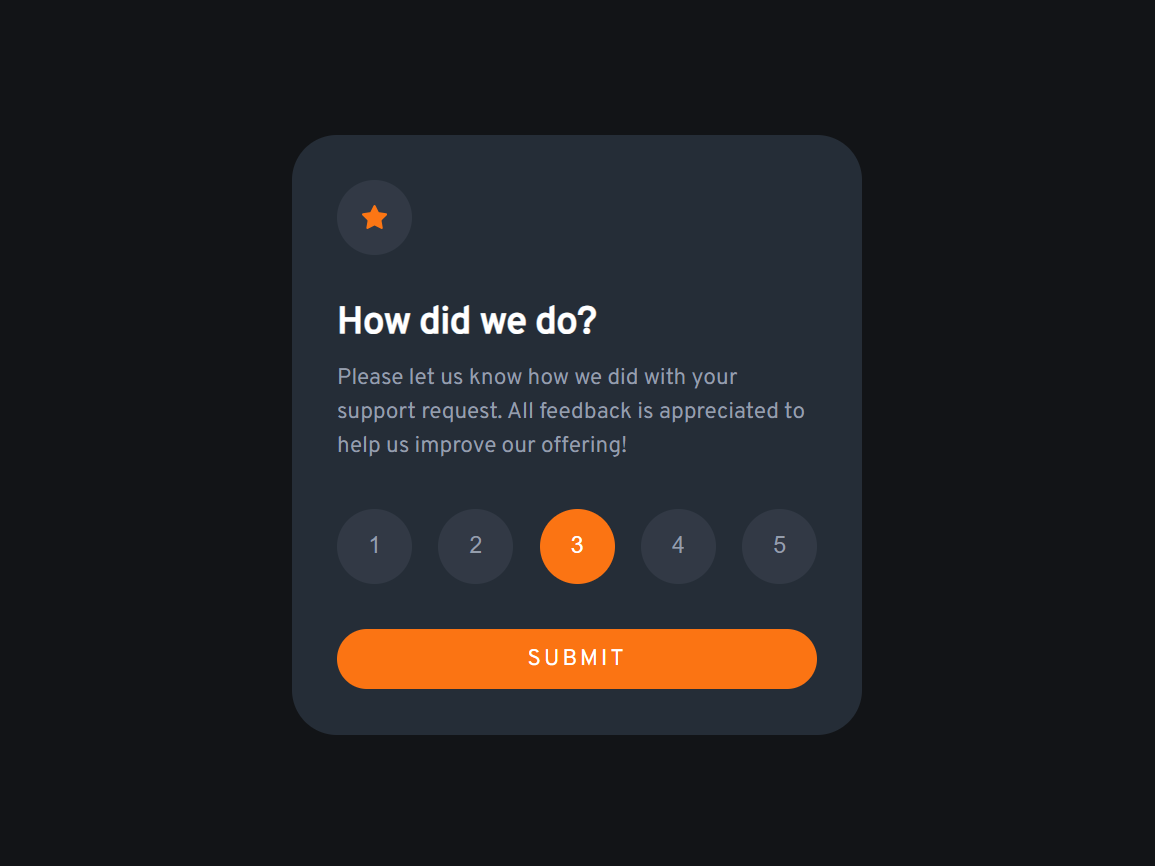 How did we do?
Please let us know how we did with your
support request. All feedback is appreciated to
help us improve our offering!
1 2 3 4 5
SUBMIT